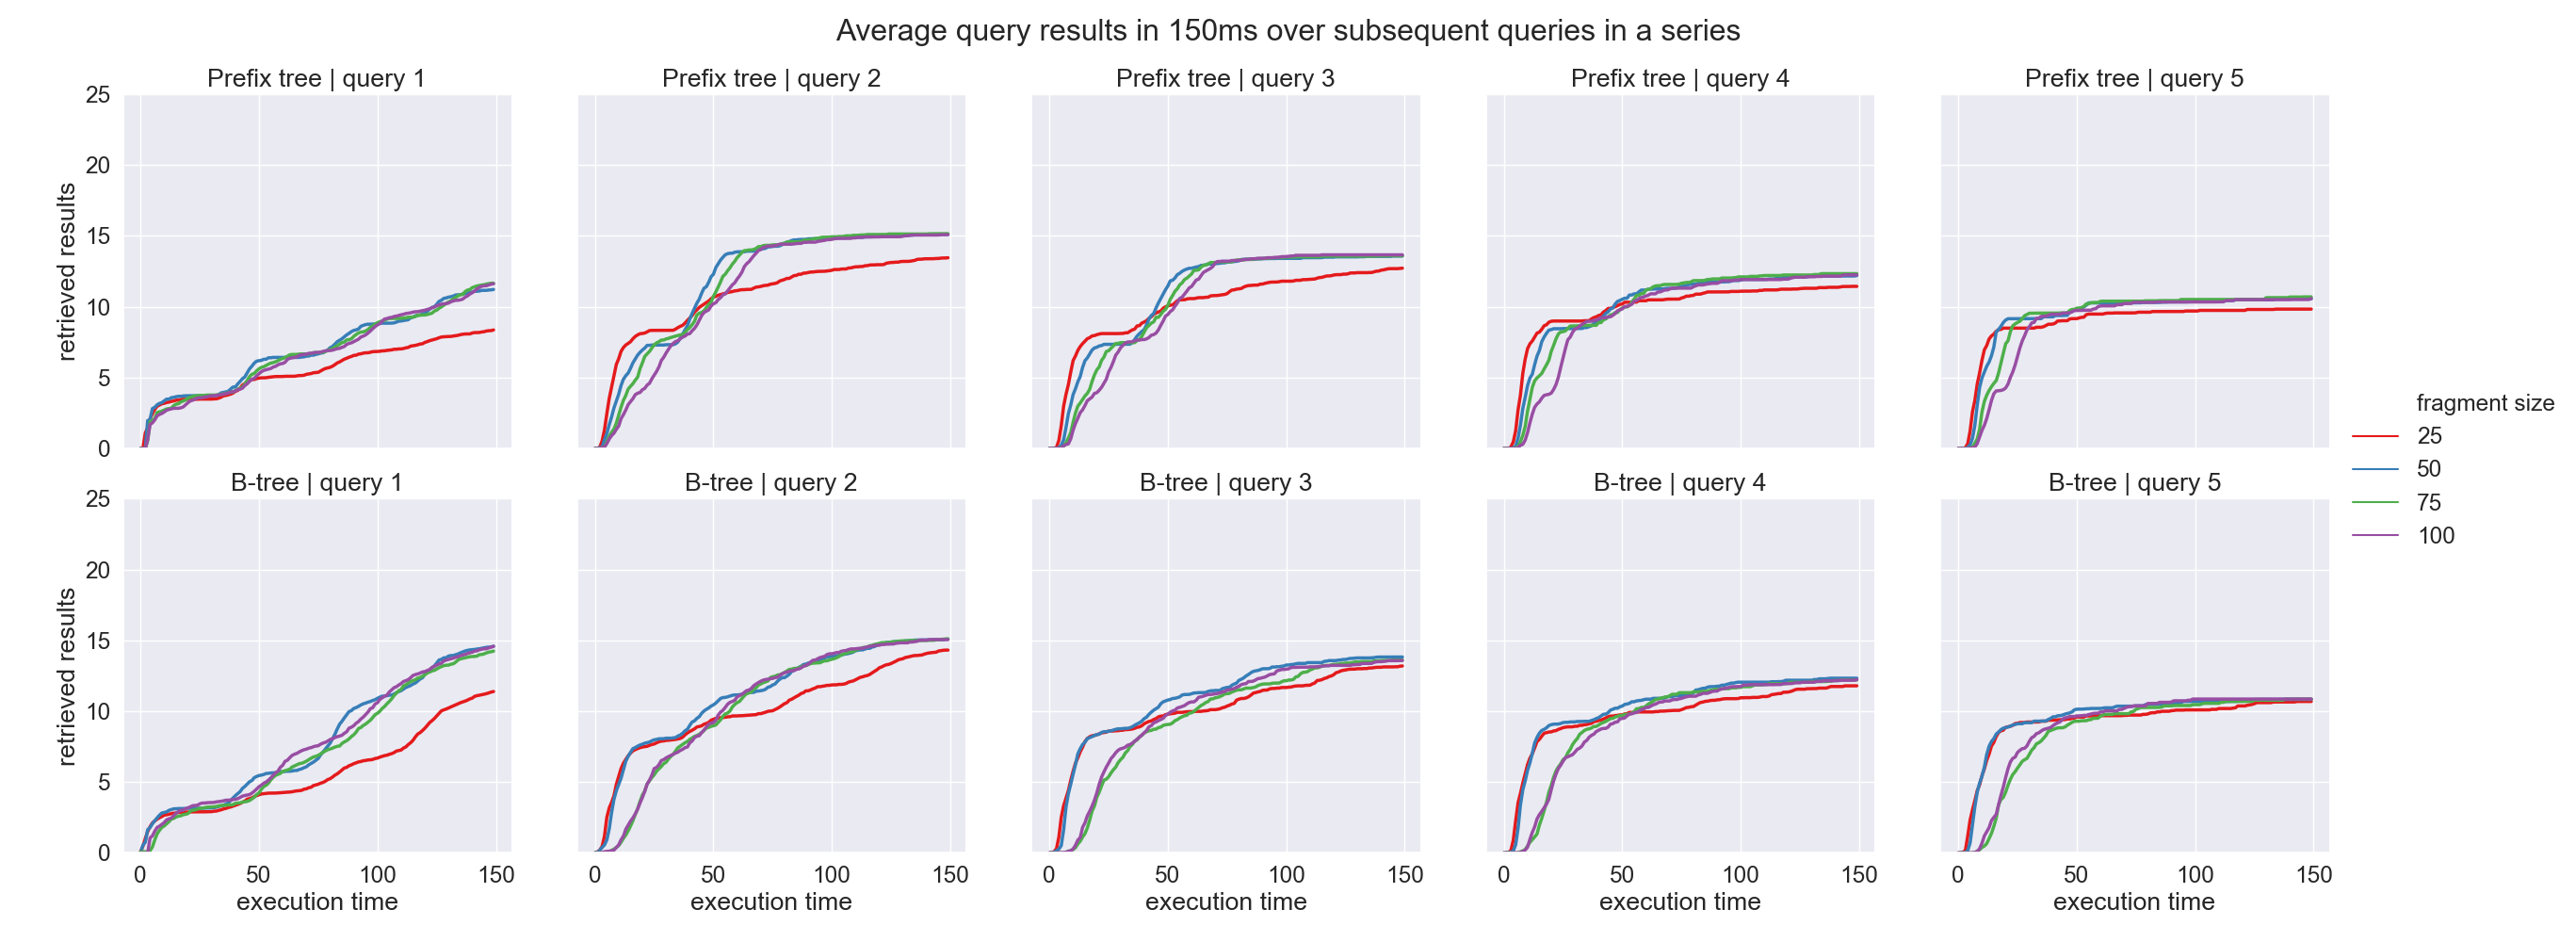 Average query results in 150ms over subsequent queries in a series
Prefix tree | query 1
Prefix tree | query 2
Prefix tree | query 3
Prefix tree | query 4
Prefix tree | query 5
25
20
15
10
5
0
retrieved results
B-tree | query 1
B-tree | query 2
B-tree | query 3
B-tree | query 4
B-tree | query 5
25
20
15
10
5
0
retrieved results
0 50 100 150
0 50 100 150
0 50 100 150
0 50 100 150
0 50 100 150
execution time
execution time
execution time
execution time
execution time
fragment size
25
50
75
100